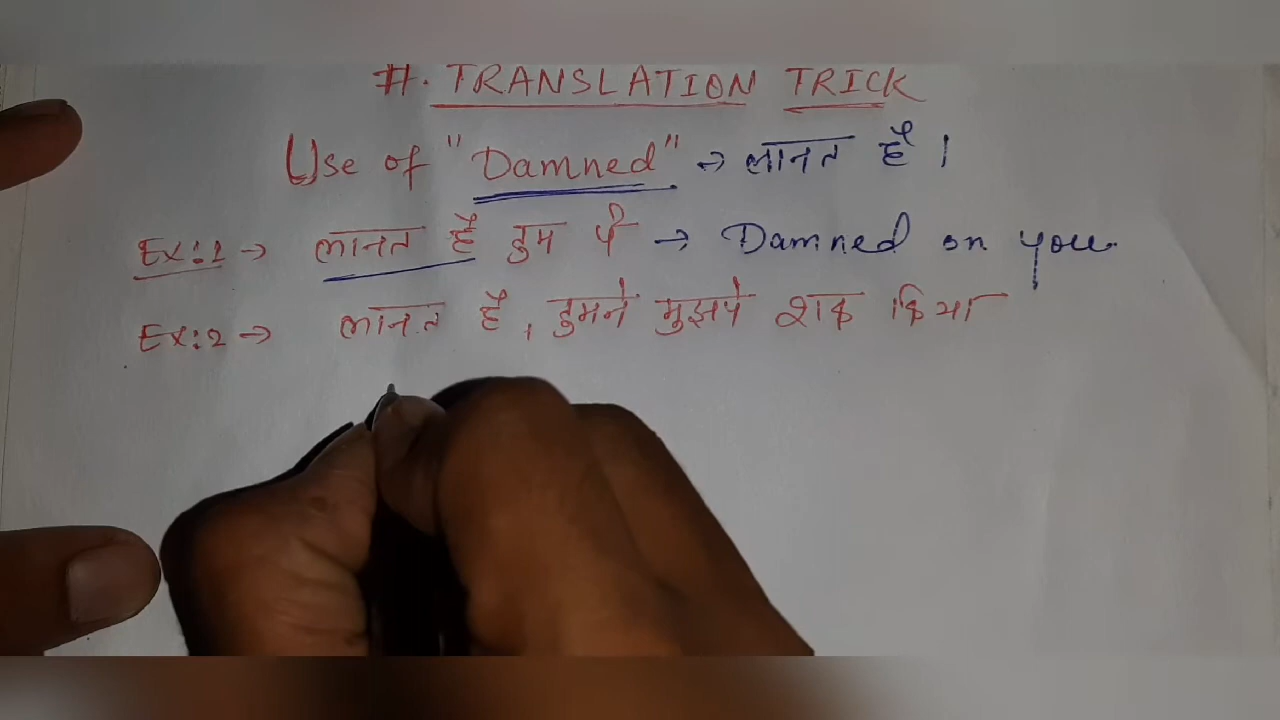 #. TRANSLATION TRICK
Use of "Damned" → लानत है।
Ex:1 → लानत है तुम पे → Damned on you.
Ex:2 → लानत है, तुमने मुझपे शक किया